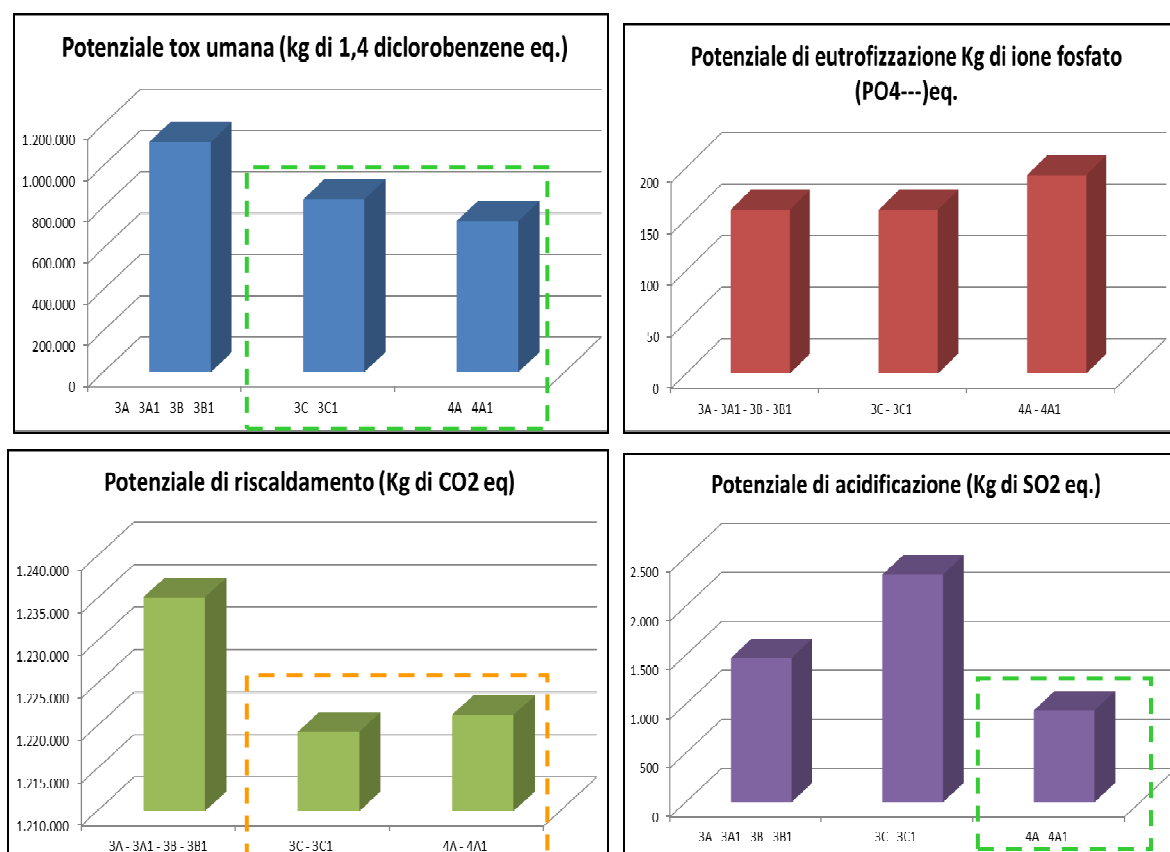 Potenziale tox umana (kg di 1,4 diclorobenzene eq.)
1.200.000
1.000.000
800.000
600.000
400.000
200.000
0
3A 3A1 3B 3B1
3C 3C1
4A 4A1
Potenziale di eutrofizzazione Kg di ione fosfato
(PO4---)eq.
200
150
100
50
0
3A - 3A1 - 3B - 3B1
3C - 3C1
4A - 4A1
Potenziale di riscaldamento (Kg di CO2 eq)
1.240.000
1.235.000
1.230.000
1.225.000
1.220.000
1.215.000
1.210.000
3A - 3A1 - 3B - 3B1
3C - 3C1
4A - 4A1
Potenziale di acidificazione (Kg di SO2 eq.)
2.500
2.000
1.500
1.000
500
0
3A 3A1 3B 3B1
3C 3C1
4A 4A1